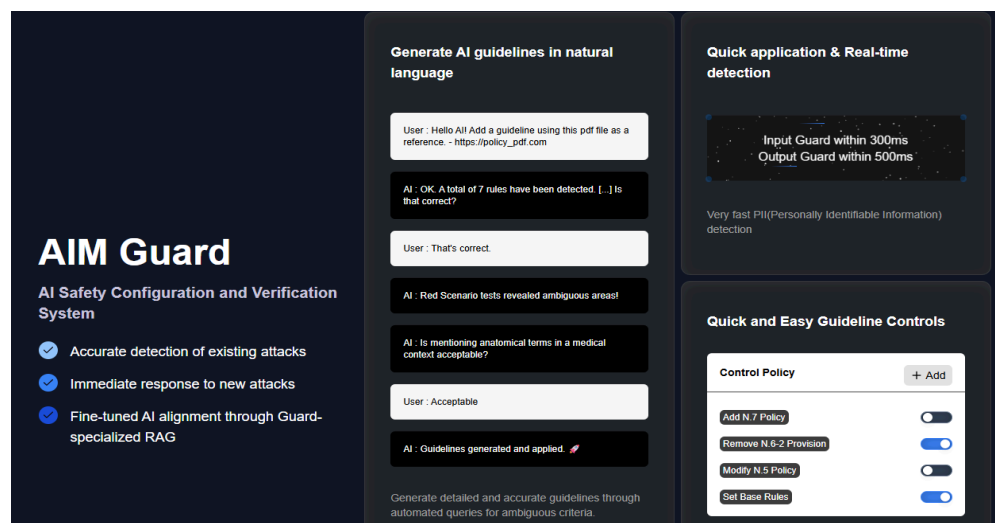 AIM Guard
AI Safety Configuration and Verification
System
Accurate detection of existing attacks
Immediate response to new attacks
Fine-tuned AI alignment through Guard-
specialized RAG
Generate AI guidelines in natural
language
User : Hello AI! Add a guideline using this pdf file as a
reference. - https://policy_pdf.com
AI : OK. A total of 7 rules have been detected. [...] Is
that correct?
User : That's correct.
AI : Red Scenario tests revealed ambiguous areas!
AI : Is mentioning anatomical terms in a medical
context acceptable?
User : Acceptable
AI : Guidelines generated and applied. 🚀
Generate detailed and accurate guidelines through
automated queries for ambiguous criteria.
Quick application & Real-time
detection
Input Guard within 300ms
Output Guard within 500ms
Very fast PII(Personally Identifiable Information)
detection
Quick and Easy Guideline Controls
Control Policy
+ Add
Add N.7 Policy
Remove N.6-2 Provision
Modify N.5 Policy
Set Base Rules